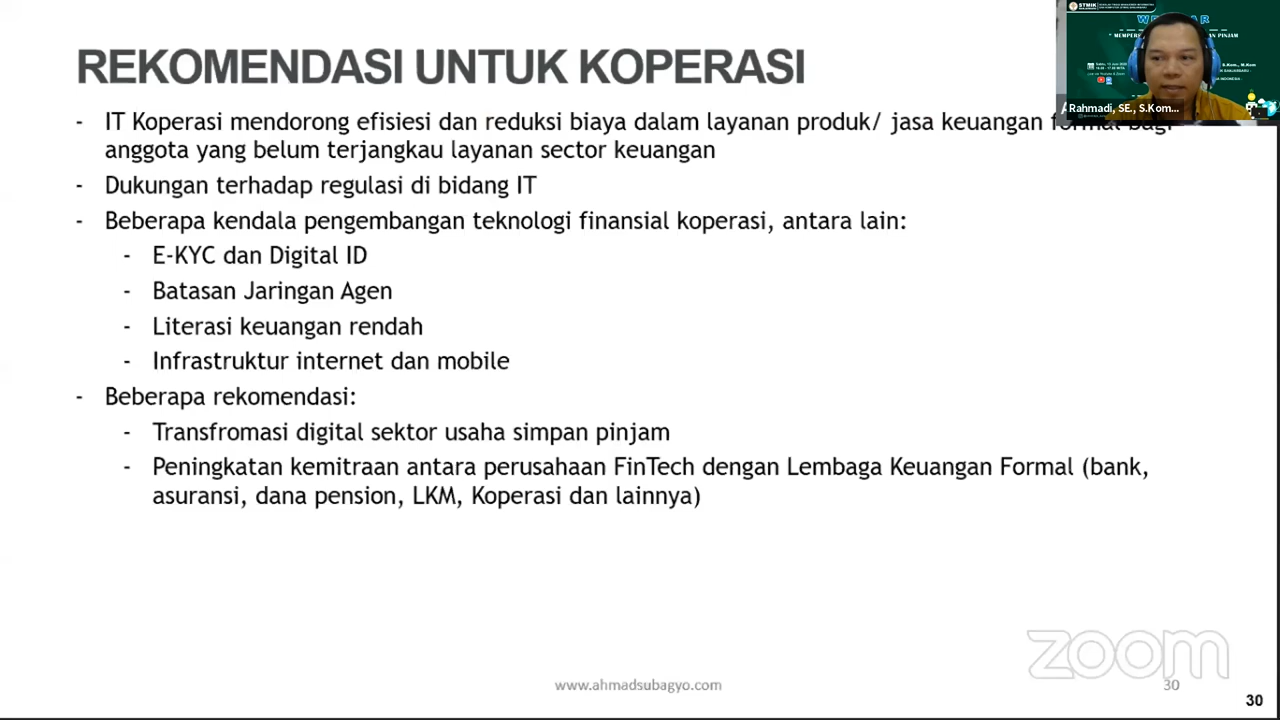 REKOMENDASI UNTUK KOPERASI
- IT Koperasi mendorong efisiesi dan reduksi biaya dalam layanan produk/ jasa keuangan formal bagi
anggota yang belum terjangkau layanan sector keuangan
- Dukungan terhadap regulasi di bidang IT
- Beberapa kendala pengembangan teknologi finansial koperasi, antara lain:
- E-KYC dan Digital ID
- Batasan Jaringan Agen
- Literasi keuangan rendah
- Infrastruktur internet dan mobile
- Beberapa rekomendasi:
- Transfromasi digital sektor usaha simpan pinjam
- Peningkatan kemitraan antara perusahaan FinTech dengan Lembaga Keuangan Formal (bank,
asuransi, dana pension, LKM, Koperasi dan lainnya)
www.ahmadsubagyo.com
30
30
zoom
STMIK
Rahmadi, SE., S.Kom...